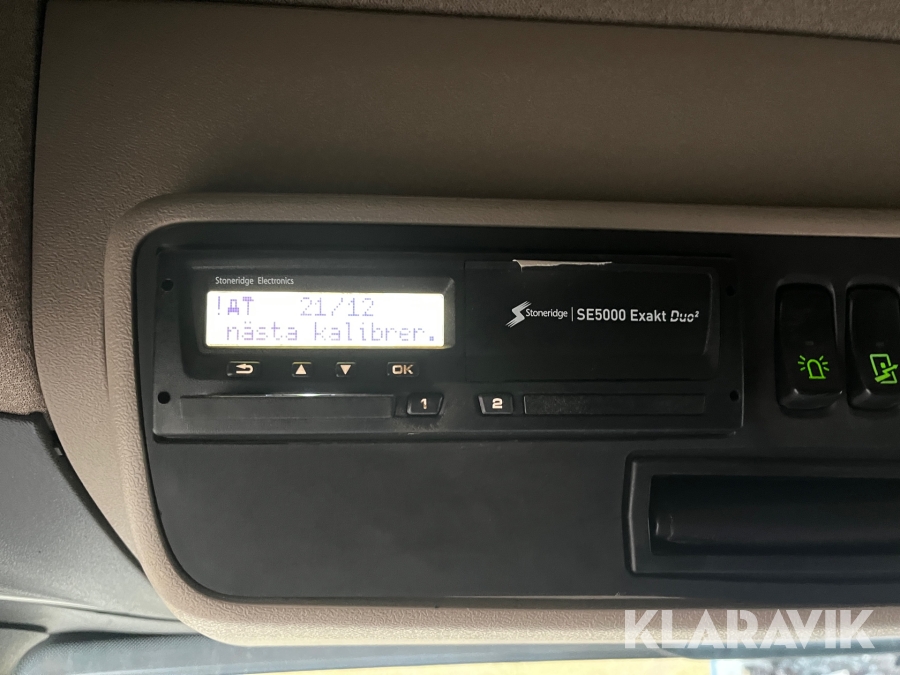 Stoneridge Electronics
! 21/12
nästa kalibrer.
OK
1
2
Stoneridge | SE5000 Exakt Duo²
KLARAVIK